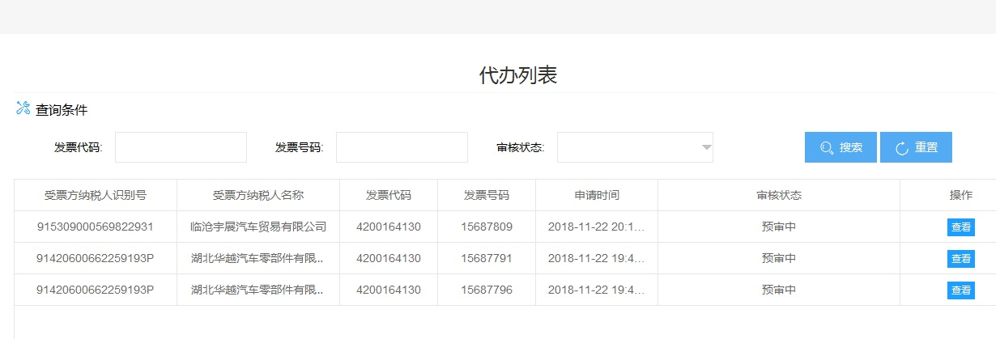 代办列表
查询条件
发票代码: 发票号码: 审核状态: 搜索 重置
受票方纳税人识别号 受票方纳税人名称 发票代码 发票号码 申请时间 审核状态 操作
915309000569822931 临沧宇展汽车贸易有限公司 4200164130 15687809 2018-11-22 20:1... 预审中 查看
91420600662259193P 湖北华越汽车零部件有限... 4200164130 15687791 2018-11-22 19:4... 预审中 查看
91420600662259193P 湖北华越汽车零部件有限... 4200164130 15687796 2018-11-22 19:4... 预审中 查看